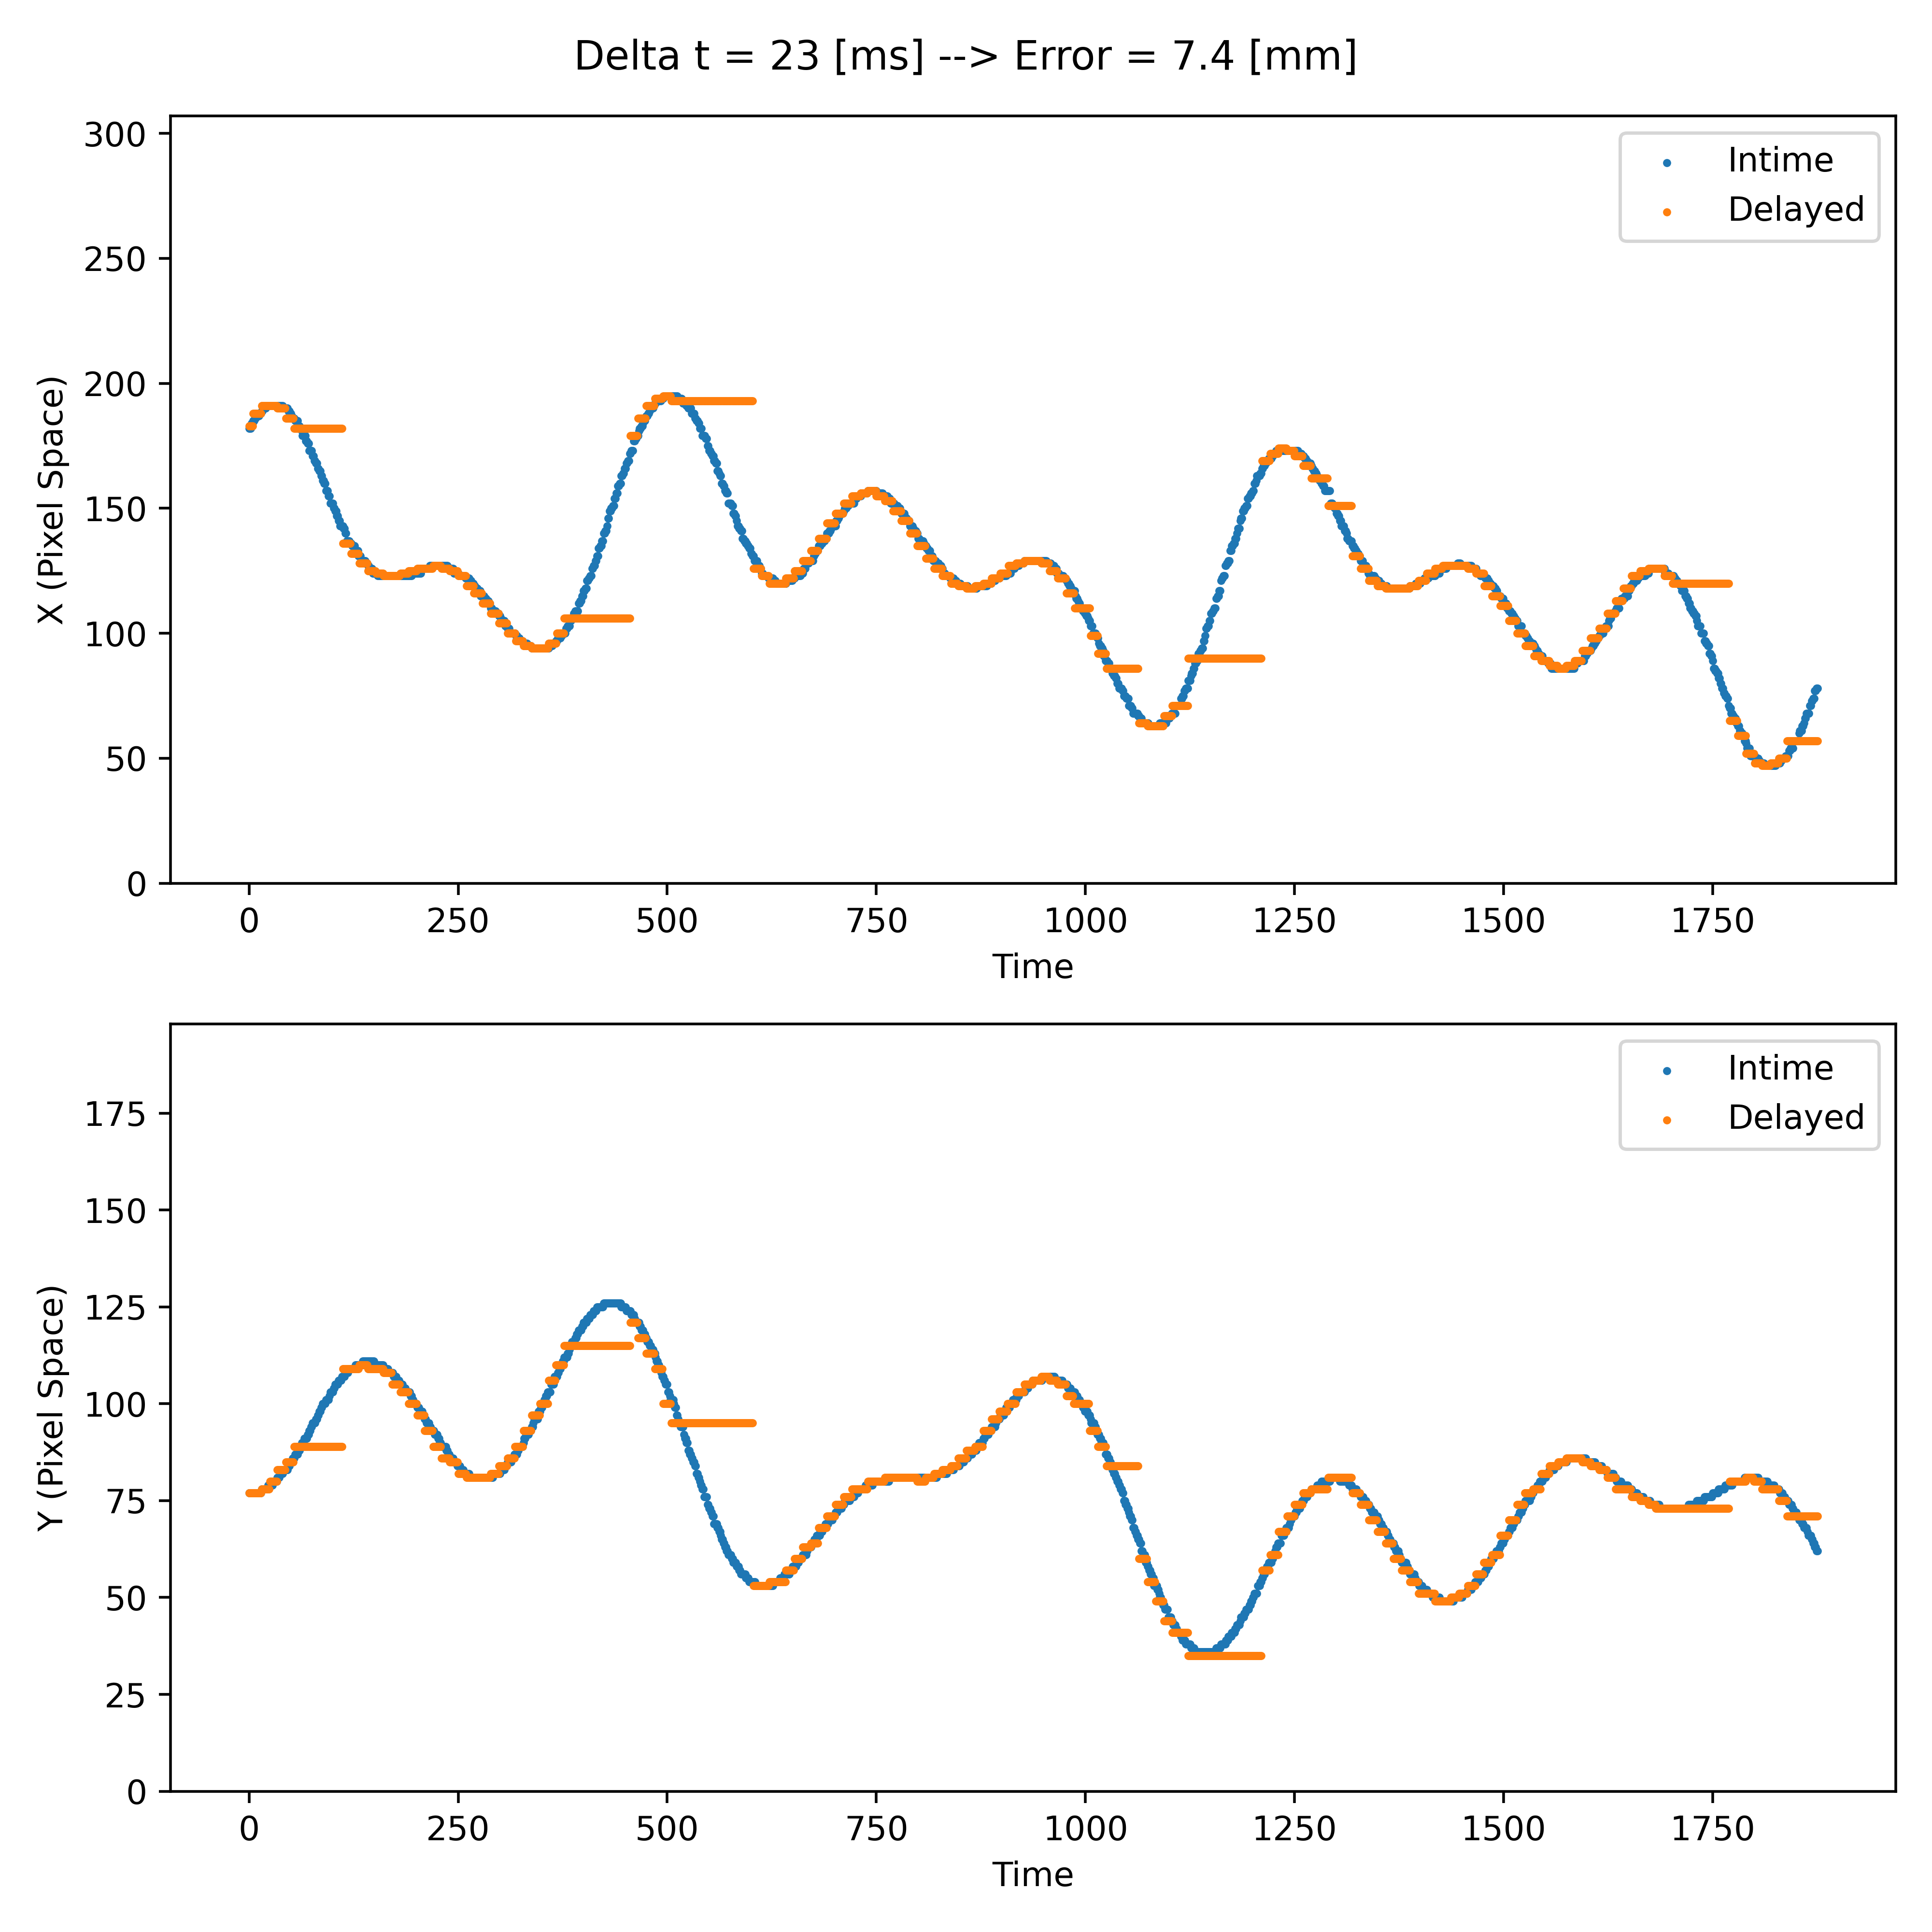 Delta t = 23 [ms] --> Error = 7.4 [mm]
300
250
200
150
100
50
0
X (Pixel Space)
Intime
Delayed
0 250 500 750 1000 1250 1500 1750
Time
175
150
125
100
75
50
25
0
Y (Pixel Space)
Intime
Delayed
0 250 500 750 1000 1250 1500 1750
Time